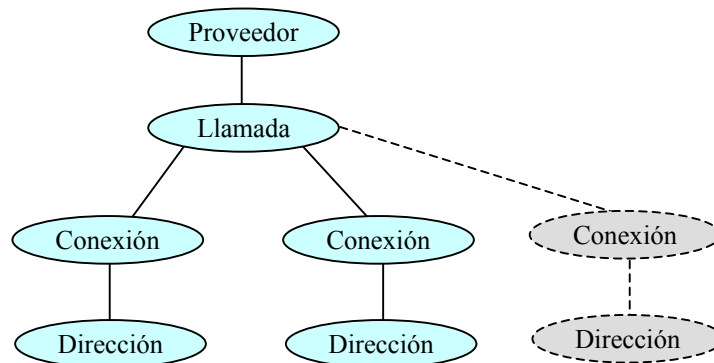 Proveedor
Llamada
Conexión
Conexión
Conexión
Dirección
Dirección
Dirección